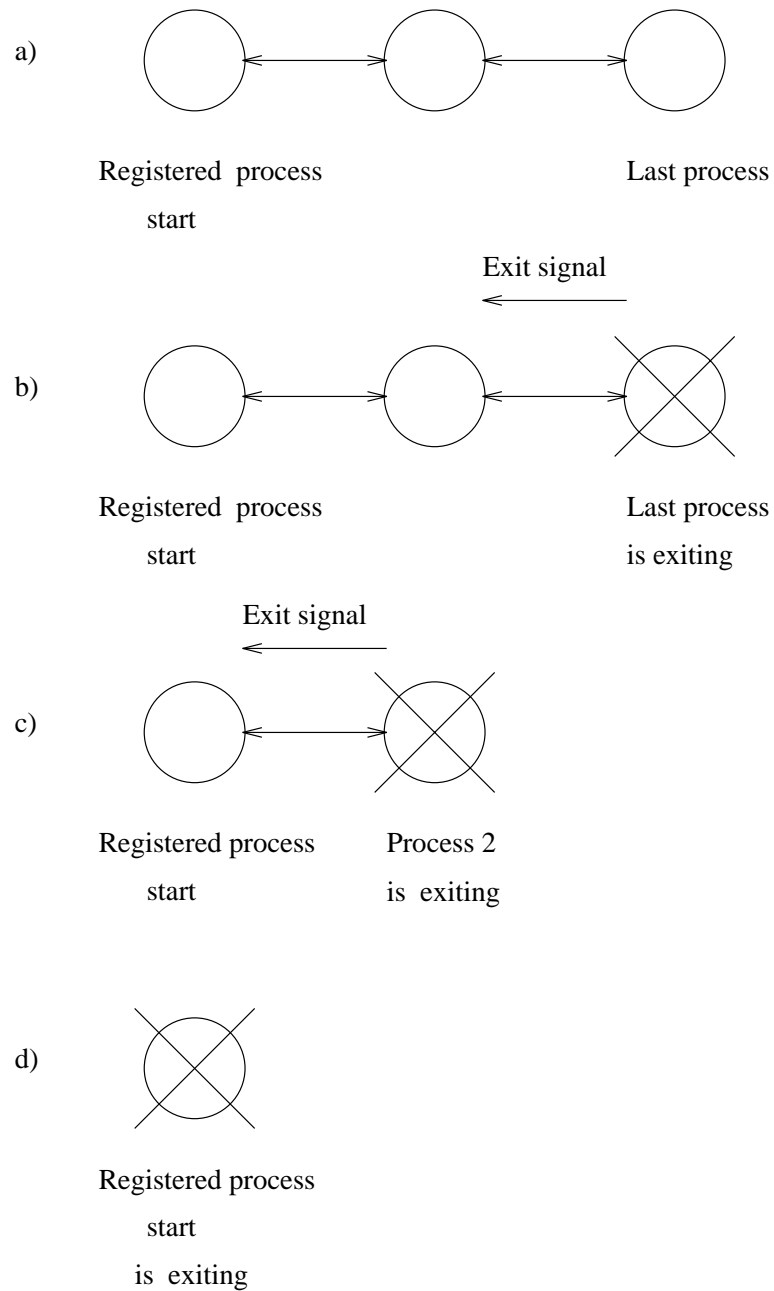 a)
Registered process
start
Last process
Exit signal
b)
Registered process
start
Last process
is exiting
Exit signal
c)
Registered process
start
Process 2
is exiting
d)
Registered process
start
is exiting